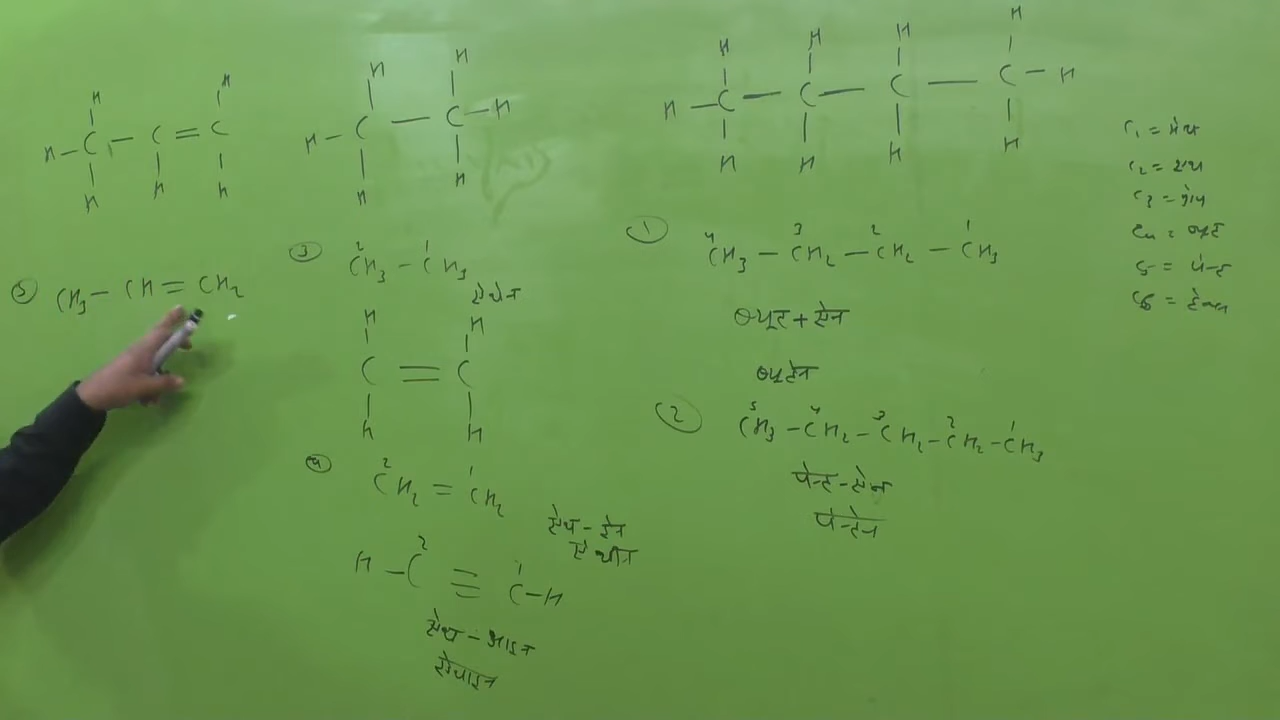 H H
H – C – C = C
H H H
⑤ CH₃ – CH = CH₂
H H
H – C – C – H
H H
③ ²CH₃ – ¹CH₃
ऐथेन
H H
C = C
H H
④ ²CH₂ = ¹CH₂
ऐथ - ईन
ऐथीन
H – ²C ≡ ¹C – H
ऐथ - आइन
ऐथाइन
H H H H
H – C – C – C – C – H
H H H H
① ⁴CH₃ – ³CH₂ – ²CH₂ – ¹CH₃
ब्यूट + ऐन
ब्यूटेन
② ⁵CH₃ – ⁴CH₂ – ³CH₂ – ²CH₂ – ¹CH₃
पेन्ट - ऐन
पेन्टेन
C₁ = मेथ
C₂ = एथ
C₃ = प्रोप
C₄ = ब्यूट
5 = पेन्ट
C₆ = हेक्स